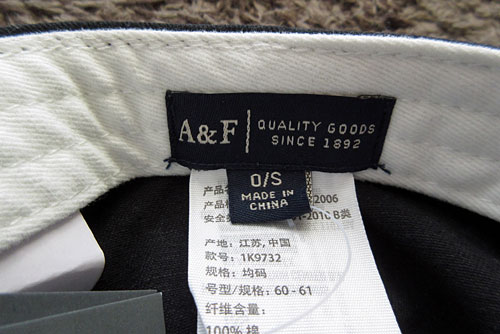 A&F
QUALITY GOODS
SINCE 1892
O/S
MADE IN
CHINA
产品
产品 2006
安全类 01-2010 B类
产地: 江苏, 中国
款号: 1K9732
规格: 均码
号型/规格: 60 - 61
纤维含量:
100% 棉